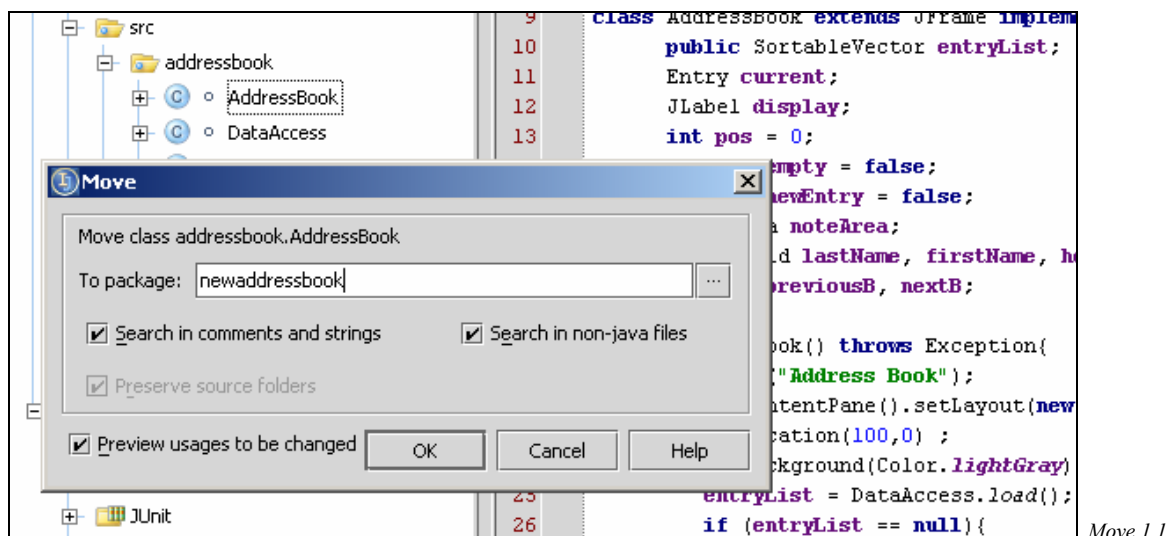 src
addressbook
AddressBook
DataAccess
9 class AddressBook extends JFrame implem
10 public SortableVector entryList;
11 Entry current;
12 JLabel display;
13 int pos = 0;
empty = false;
newEntry = false;
noteArea;
d lastName, firstName, h
previousB, nextB;
ook() throws Exception{
("Address Book");
ntentPane().setLayout(new
cation(100,0) ;
ckground(Color.lightGray)
25 entryList = DataAccess.load();
26 if (entryList == null){
Move
Move class addressbook.AddressBook
To package: newaddressbook ...
Search in comments and strings Search in non-java files
Preserve source folders
Preview usages to be changed OK Cancel Help
JUnit
Move 1.1